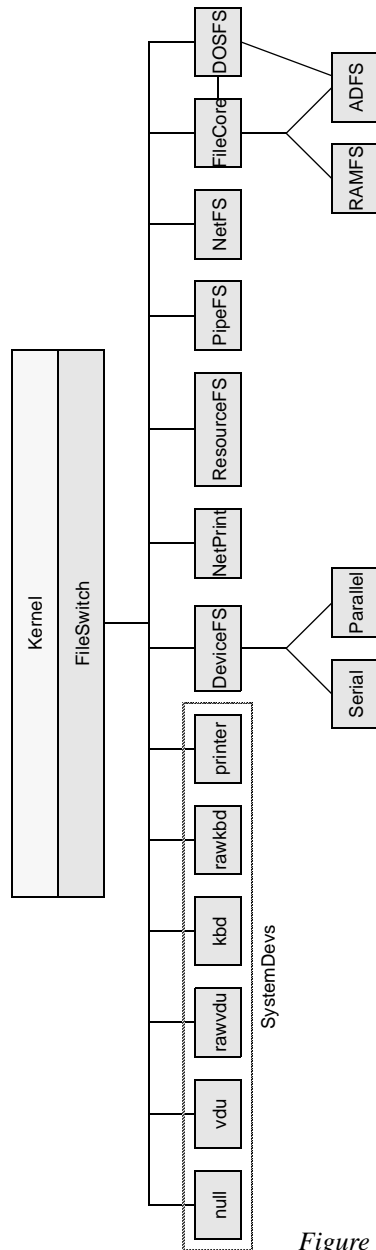 Kernel
FileSwitch
null
vdu
rawvdu
kbd
rawkbd
printer
DeviceFS
NetPrint
ResourceFS
PipeFS
NetFS
FileCore
DOSFS
SystemDevs
Serial
Parallel
RAMFS
ADFS
Figure